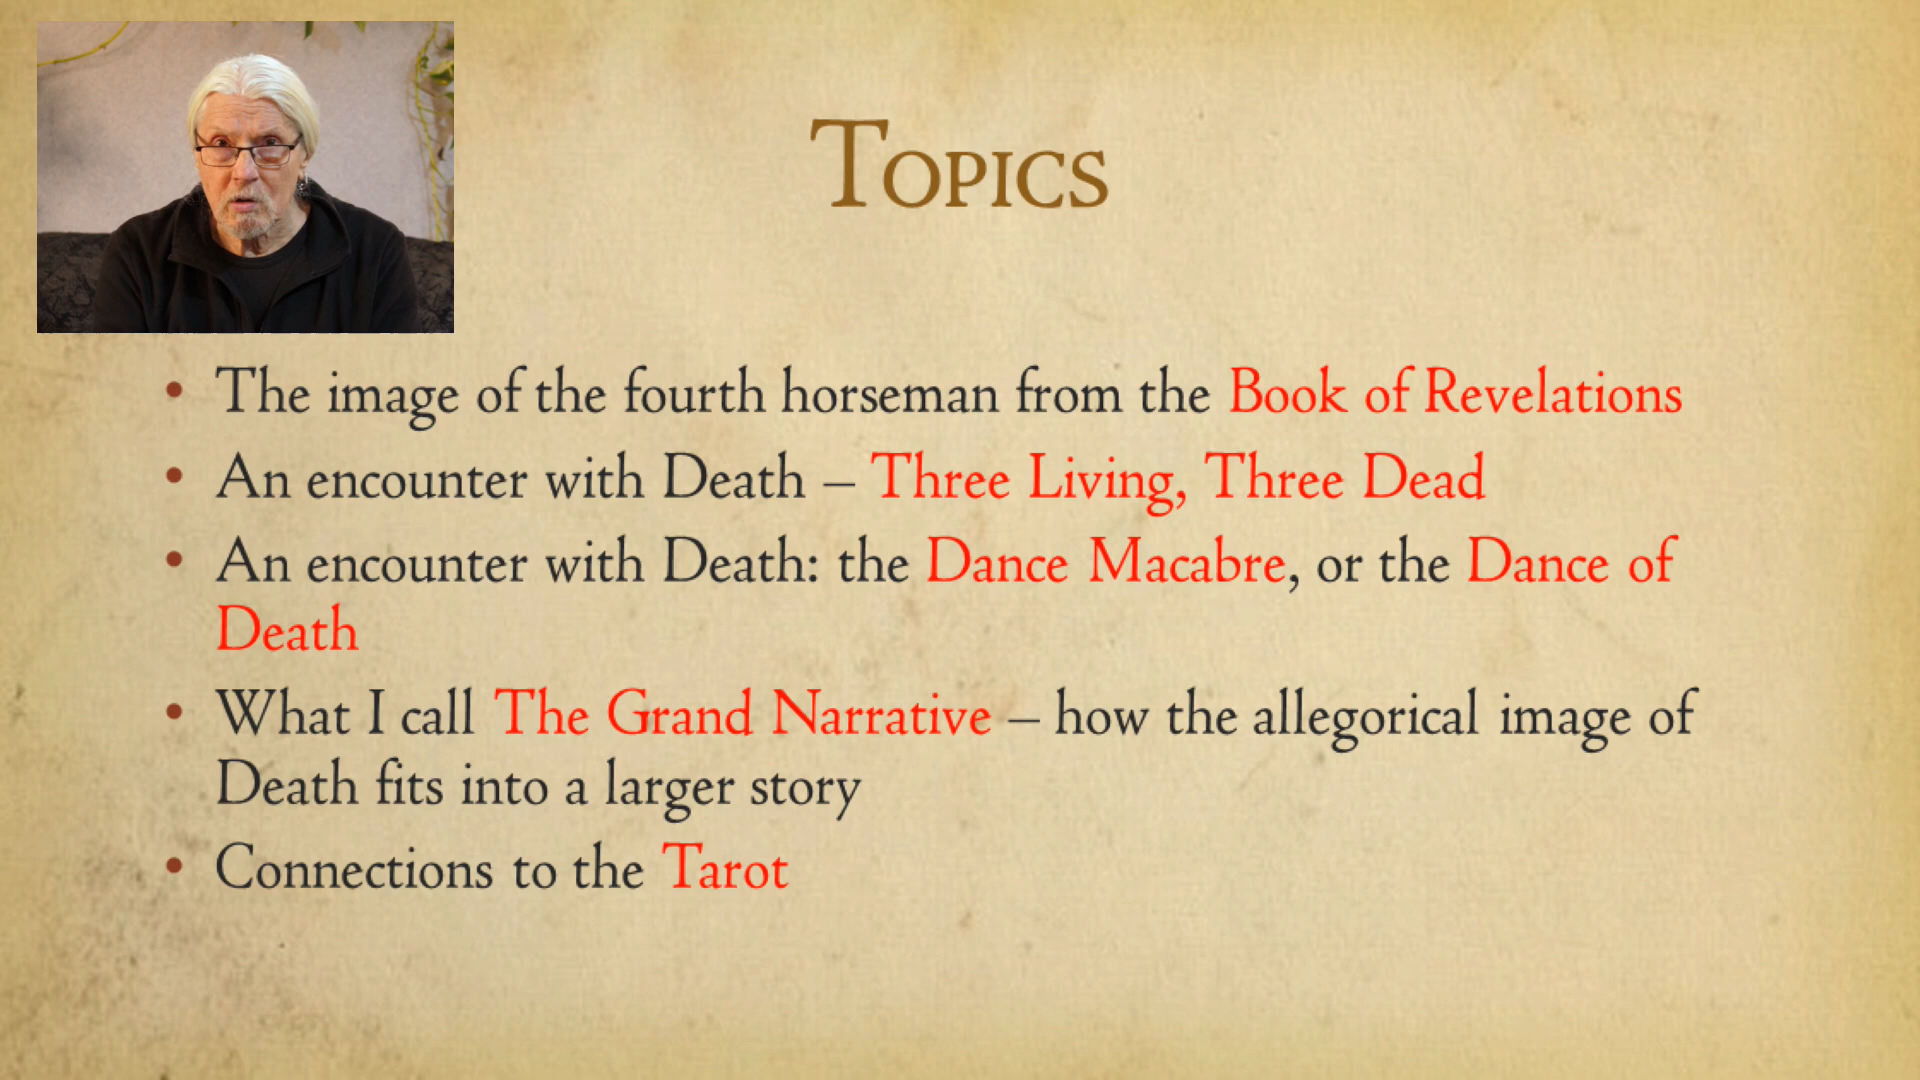 Topics
• The image of the fourth horseman from the Book of Revelations
• An encounter with Death – Three Living, Three Dead
• An encounter with Death: the Dance Macabre, or the Dance of
Death
• What I call The Grand Narrative – how the allegorical image of
Death fits into a larger story
• Connections to the Tarot